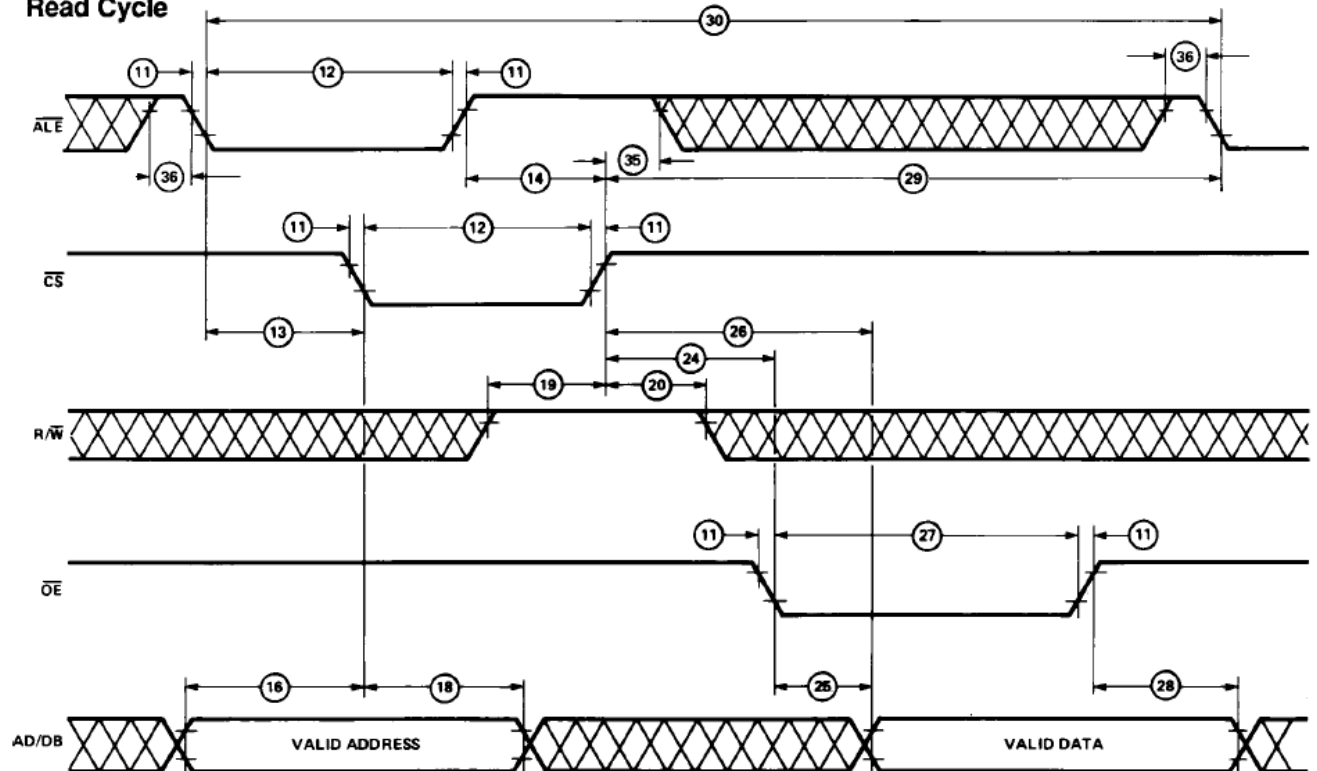 Read Cycle
30
11 12 11 36
ALE
36 14 35 29
11 12 11
CS
13 26
24
19 20
R/W
11 27 11
OE
16 18 25 28
AD/DB VALID ADDRESS VALID DATA